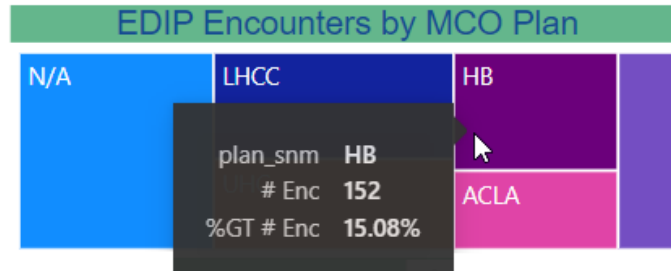 EDIP Encounters by MCO Plan
N/A
LHCC
HB
plan_snm HB
# Enc 152
%GT # Enc 15.08%
ACLA